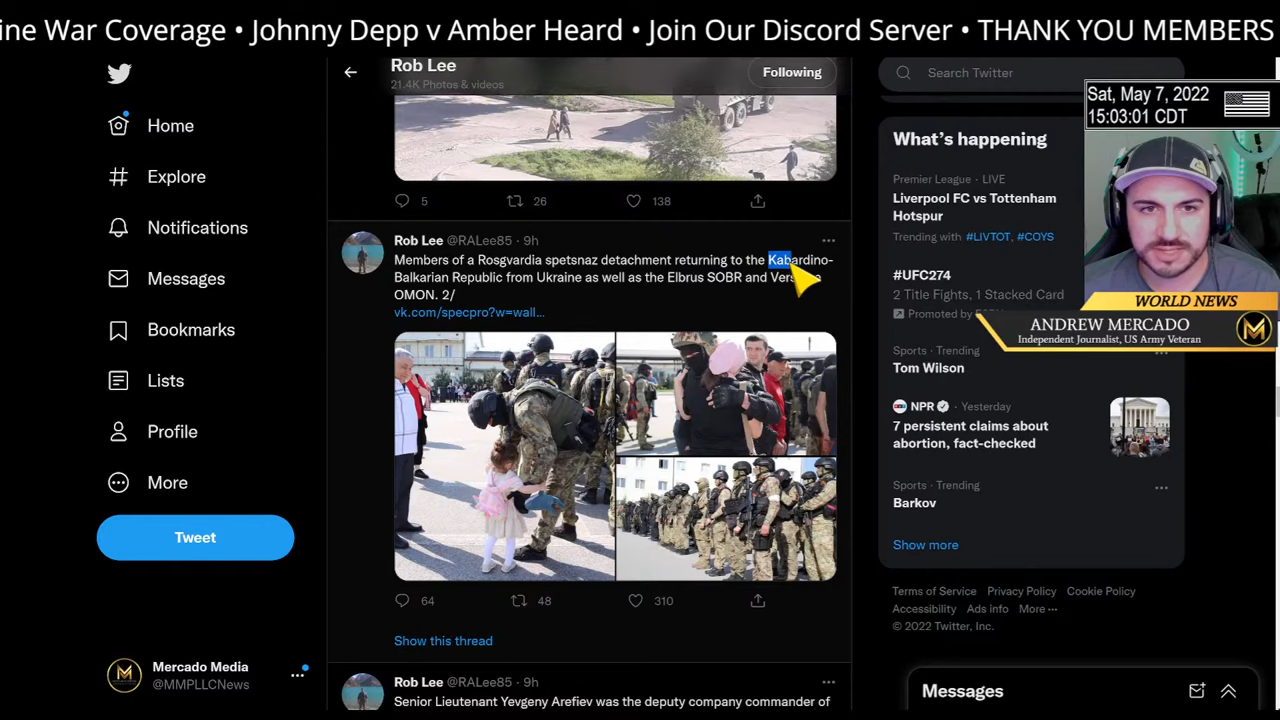 ine War Coverage • Johnny Depp v Amber Heard • Join Our Discord Server • THANK YOU MEMBERS
Home
Explore
Notifications
Messages
Bookmarks
Lists
Profile
More
Tweet
Mercado Media
@MMPLLCNews
Rob Lee
21.4K Photos & videos
Following
5
26
138
Rob Lee @RALee85 · 9h
Members of a Rosgvardia spetsnaz detachment returning to the Kabardino-
Balkarian Republic from Ukraine as well as the Elbrus SOBR and
OMON. 2/
vk.com/specpro?w=wall...
64
48
310
Show this thread
Rob Lee @RALee85 · 9h
Senior Lieutenant Yevgeny Arefiev was the deputy company commander of
Search Twitter
Sat, May 7, 2022
15:03:01 CDT
What's happening
Premier League · LIVE
Liverpool FC vs Tottenham
Hotspur
Trending with #LIVTOT, #COYS
#UFC274
2 Title Fights, 1 Stacked Card
Promoted by
WORLD NEWS
ANDREW MERCADO
Independent Journalist, US Army Veteran
Sports · Trending
Tom Wilson
NPR · Yesterday
7 persistent claims about
abortion, fact-checked
Sports · Trending
Barkov
Show more
Terms of Service Privacy Policy Cookie Policy
Accessibility Ads info More ···
© 2022 Twitter, Inc.
Messages